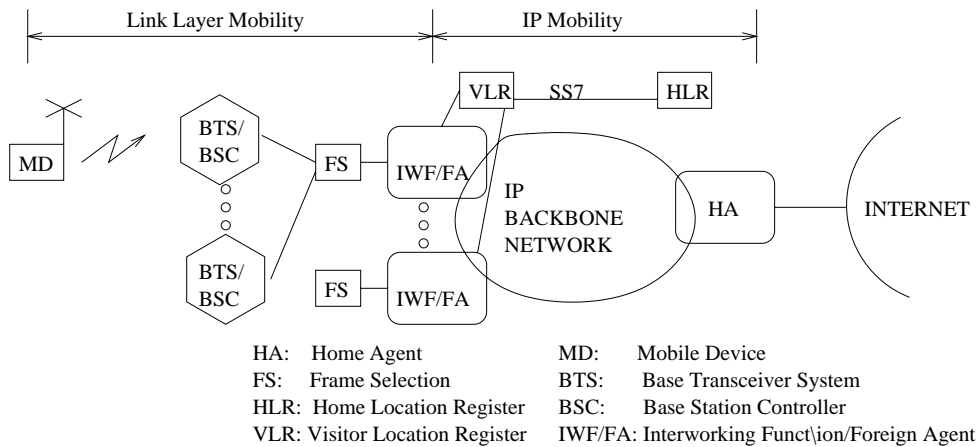 Link Layer Mobility
IP Mobility
VLR
SS7
HLR
MD
BTS/
BSC
FS
IWF/FA
IP
BACKBONE
NETWORK
HA
INTERNET
BTS/
BSC
FS
IWF/FA
HA: Home Agent
MD: Mobile Device
FS: Frame Selection
BTS: Base Transceiver System
HLR: Home Location Register
BSC: Base Station Controller
VLR: Visitor Location Register
IWF/FA: Interworking Funct\ion/Foreign Agent